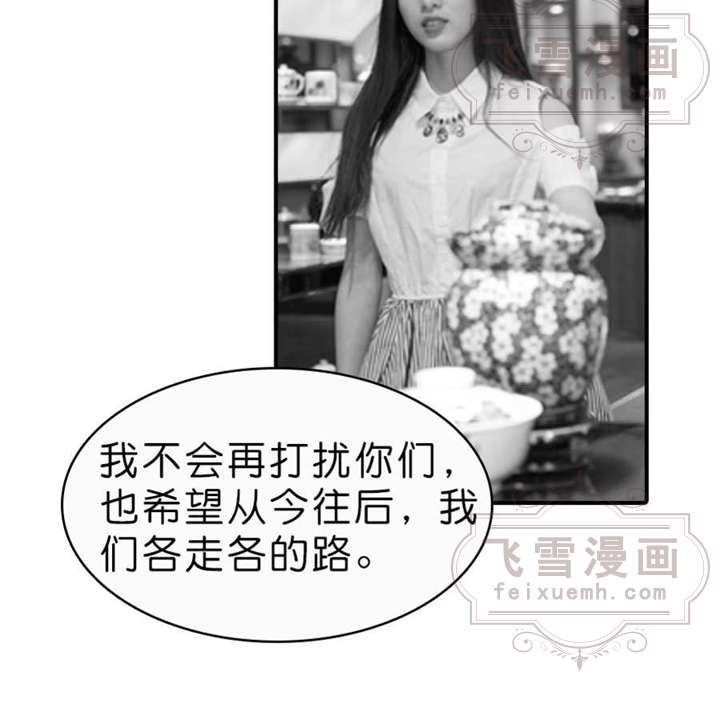 飞雪漫画
feixuemh.com
我不会再打扰你们，
也希望从今往后，我
们各走各的路。
飞雪漫画
feixuemh.com